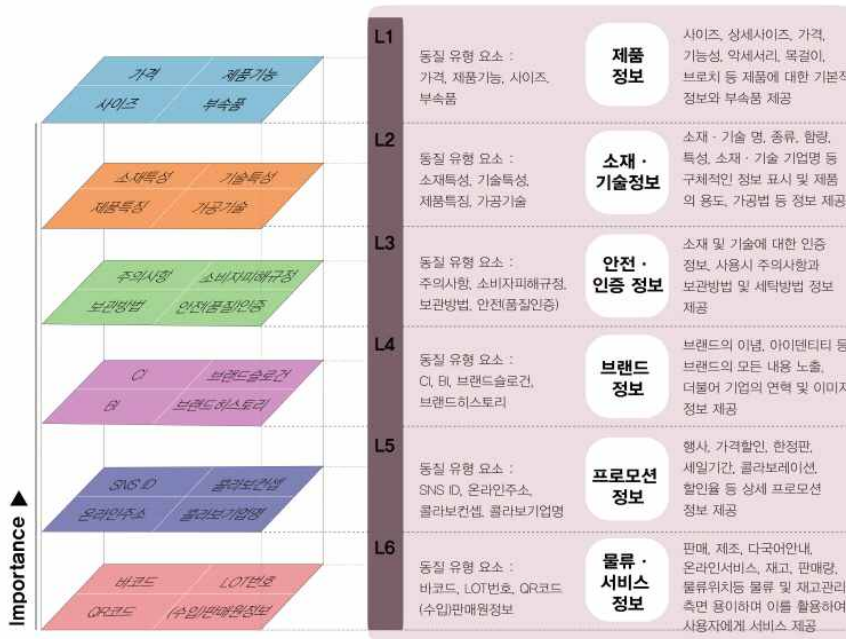 가격 제품기능
사이즈 부속품
소재특성 기술특성
제품특징 가공기술
주의사항 소비자피해규정
보관방법 안전(품질)인증
CI 브랜드슬로건
BI 브랜드히스토리
SNS ID 콜라보컨셉
온라인주소 콜라보기업명
바코드 LOT번호
QR코드 (수입)판매원정보
Importance ▶
L1
동질 유형 요소 :
가격, 제품기능, 사이즈,
부속품
제품
정보
사이즈, 상세사이즈, 가격,
기능성, 악세서리, 목걸이,
브로치 등 제품에 대한 기본적
정보와 부속품 제공
L2
동질 유형 요소 :
소재특성, 기술특성,
제품특징, 가공기술
소재 ·
기술정보
소재 · 기술 명, 종류, 함량,
특성, 소재 · 기술 기업명 등
구체적인 정보 표시 및 제품
의 용도, 가공법 등 정보 제공
L3
동질 유형 요소 :
주의사항, 소비자피해규정,
보관방법, 안전(품질인증)
안전 ·
인증 정보
소재 및 기술에 대한 인증
정보, 사용시 주의사항과
보관방법 및 세탁방법 정보
제공
L4
동질 유형 요소 :
CI, BI, 브랜드슬로건,
브랜드히스토리
브랜드
정보
브랜드의 이념, 아이덴티티 등
브랜드의 모든 내용 노출,
더불어 기업의 연혁 및 이미지
정보 제공
L5
동질 유형 요소 :
SNS ID, 온라인주소,
콜라보컨셉, 콜라보기업명
프로모션
정보
행사, 가격할인, 한정판,
세일기간, 콜라보레이션,
할인율 등 상세 프로모션
정보 제공
L6
동질 유형 요소 :
바코드, LOT번호, QR코드
(수입)판매원정보
물류 ·
서비스
정보
판매, 제조, 다국어안내,
온라인서비스, 재고, 판매량,
물류위치등 물류 및 재고관리
측면 용이하며 이를 활용하여
사용자에게 서비스 제공